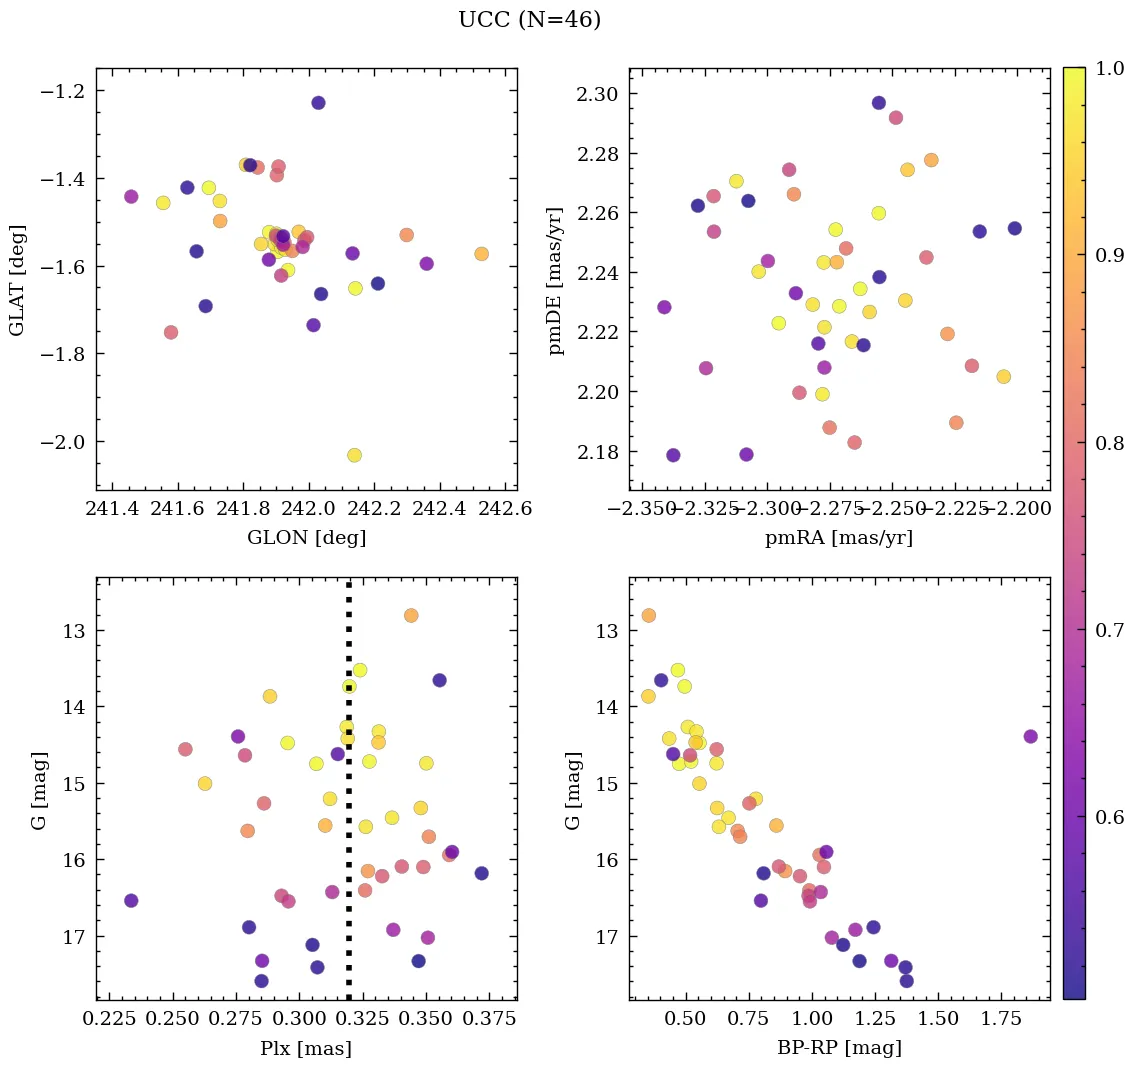 UCC (N=46)
−1.2
−1.4
−1.6
−1.8
−2.0
GLAT [deg]
241.4 241.6 241.8 242.0 242.2 242.4 242.6
GLON [deg]
2.30
2.28
2.26
2.24
2.22
2.20
2.18
pmDE [mas/yr]
−2.350 −2.325 −2.300 −2.275 −2.250 −2.225 −2.200
pmRA [mas/yr]
1.0
0.9
0.8
0.7
0.6
13
14
15
16
17
G [mag]
0.225 0.250 0.275 0.300 0.325 0.350 0.375
Plx [mas]
13
14
15
16
17
G [mag]
0.50 0.75 1.00 1.25 1.50 1.75
BP-RP [mag]